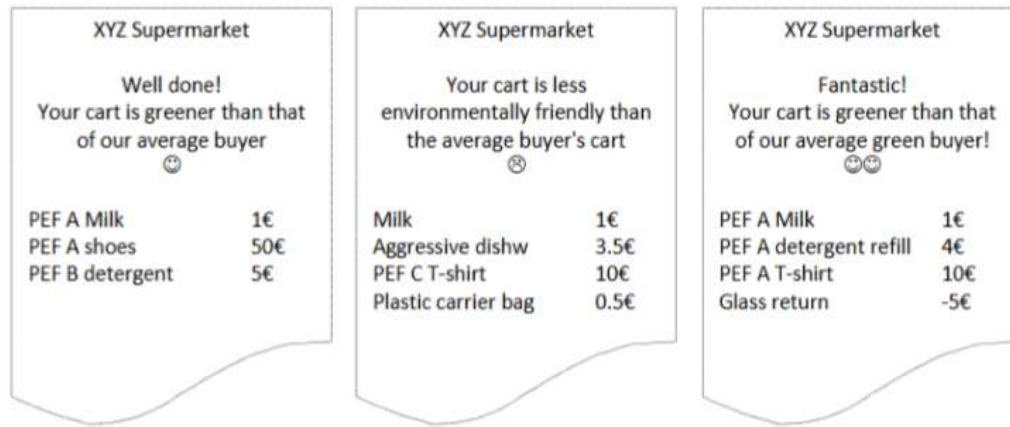 XYZ Supermarket
Well done!
Your cart is greener than that
of our average buyer
☺
PEF A Milk 1€
PEF A shoes 50€
PEF B detergent 5€
XYZ Supermarket
Your cart is less
environmentally friendly than
the average buyer's cart
☹
Milk 1€
Aggressive dishw 3.5€
PEF C T-shirt 10€
Plastic carrier bag 0.5€
XYZ Supermarket
Fantastic!
Your cart is greener than that
of our average green buyer!
☺☺
PEF A Milk 1€
PEF A detergent refill 4€
PEF A T-shirt 10€
Glass return -5€